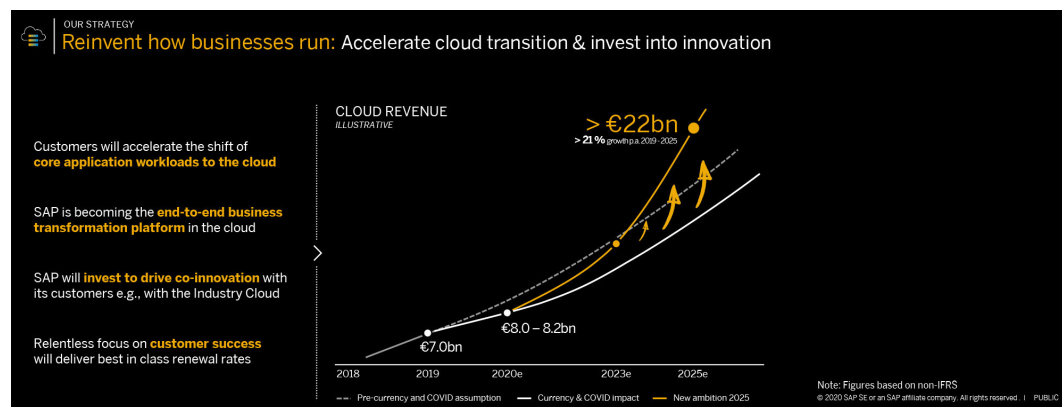 OUR STRATEGY
Reinvent how businesses run: Accelerate cloud transition & invest into innovation
Customers will accelerate the shift of
core application workloads to the cloud
SAP is becoming the end-to-end business
transformation platform in the cloud
SAP will invest to drive co-innovation with
its customers e.g., with the Industry Cloud
Relentless focus on customer success
will deliver best in class renewal rates
CLOUD REVENUE
ILLUSTRATIVE
> €22bn
> 21 % growth p.a. 2019 - 2025
€8.0 – 8.2bn
€7.0bn
2018 2019 2020e 2023e 2025e
Pre-currency and COVID assumption Currency & COVID impact New ambition 2025
Note: Figures based on non-IFRS
© 2020 SAP SE or an SAP affiliate company. All rights reserved. I PUBLIC